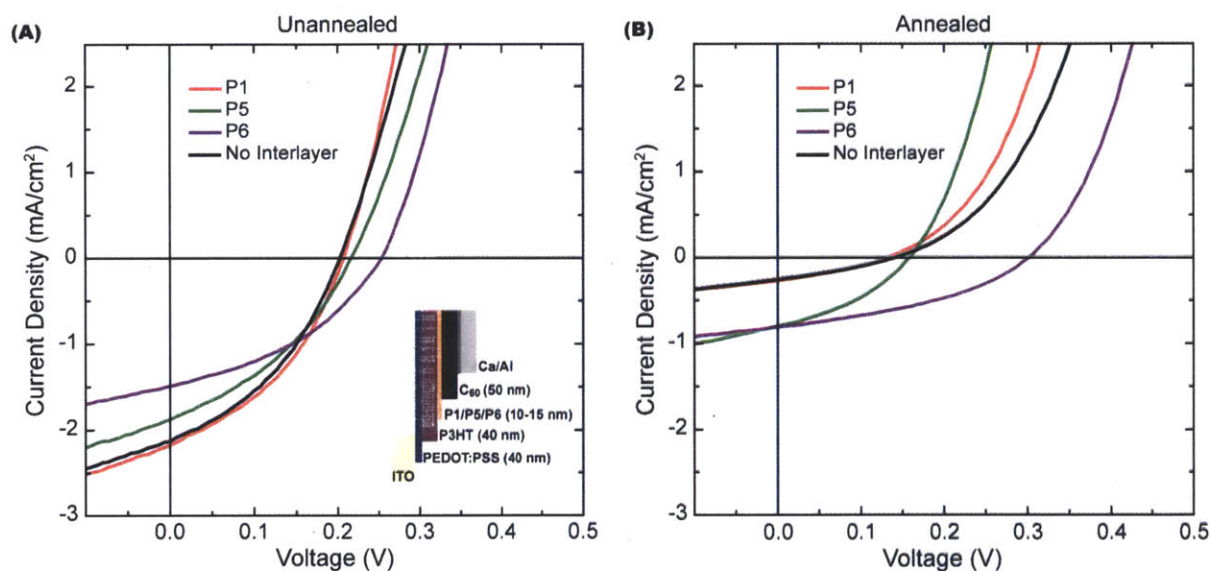 (A)
Unannealed
Current Density (mA/cm²)
2
1
0
-1
-2
-3
P1
P5
P6
No Interlayer
Ca/Al
C₆₀ (50 nm)
P1/P5/P6 (10-15 nm)
P3HT (40 nm)
PEDOT:PSS (40 nm)
ITO
0.0 0.1 0.2 0.3 0.4 0.5
Voltage (V)
(B)
Annealed
Current Density (mA/cm²)
2
1
0
-1
-2
-3
P1
P5
P6
No Interlayer
0.0 0.1 0.2 0.3 0.4 0.5
Voltage (V)